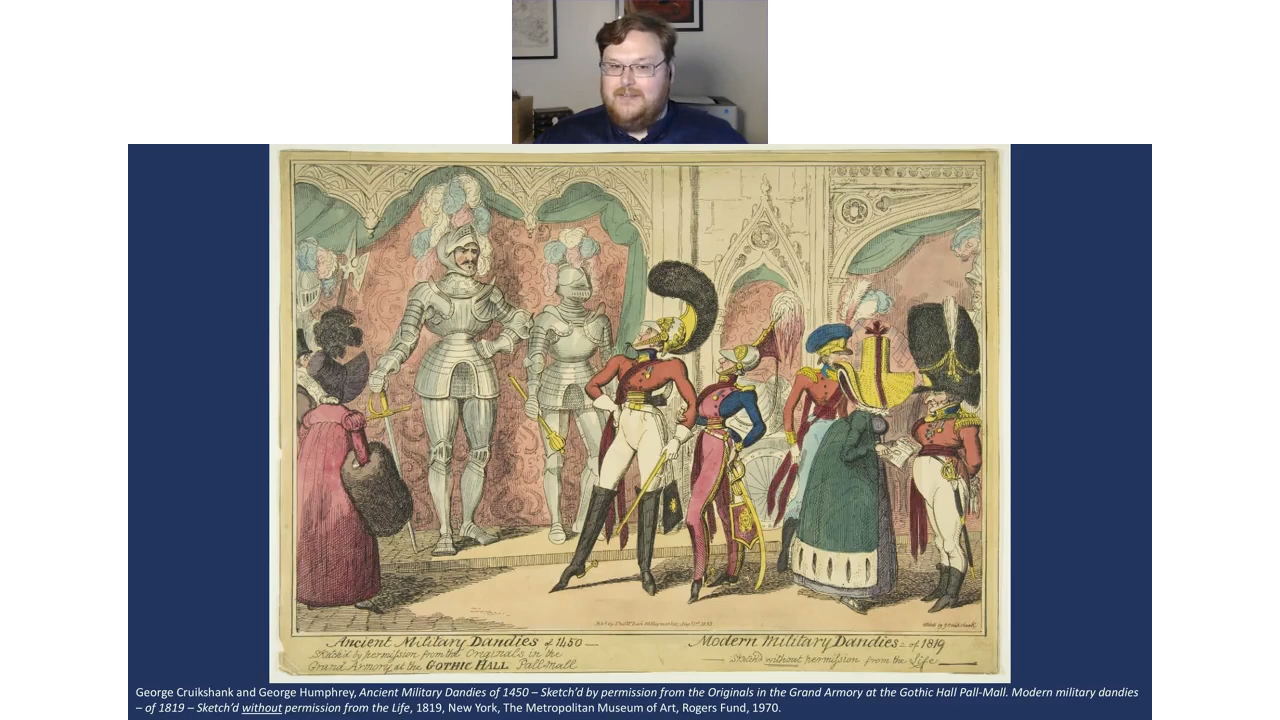 Ancient Military Dandies of 1450 —
Sketch'd by permission from the Originals in the
Grand Armory at the GOTHIC HALL Pall-mall
Modern Military Dandies – of 1819
— Sketch'd without permission from the Life —
George Cruikshank and George Humphrey, Ancient Military Dandies of 1450 – Sketch'd by permission from the Originals in the Grand Armory at the Gothic Hall Pall-Mall. Modern military dandies
– of 1819 – Sketch'd without permission from the Life, 1819, New York, The Metropolitan Museum of Art, Rogers Fund, 1970.